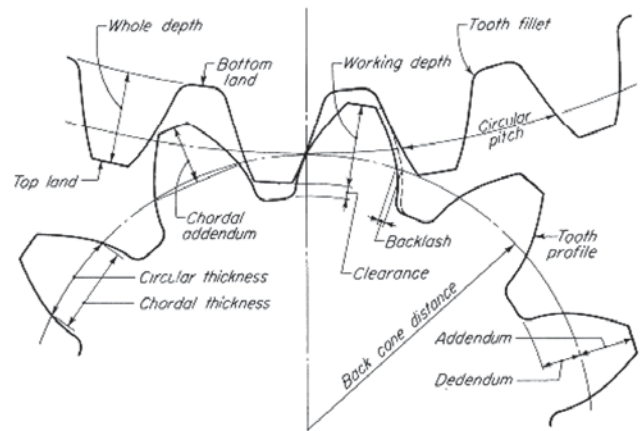 Whole depth
Bottom
land
Working depth
Tooth fillet
Circular
pitch
Top land
Chordal
addendum
Backlash
Tooth
profile
Circular thickness
Clearance
Chordal thickness
Back cone distance
Addendum
Dedendum